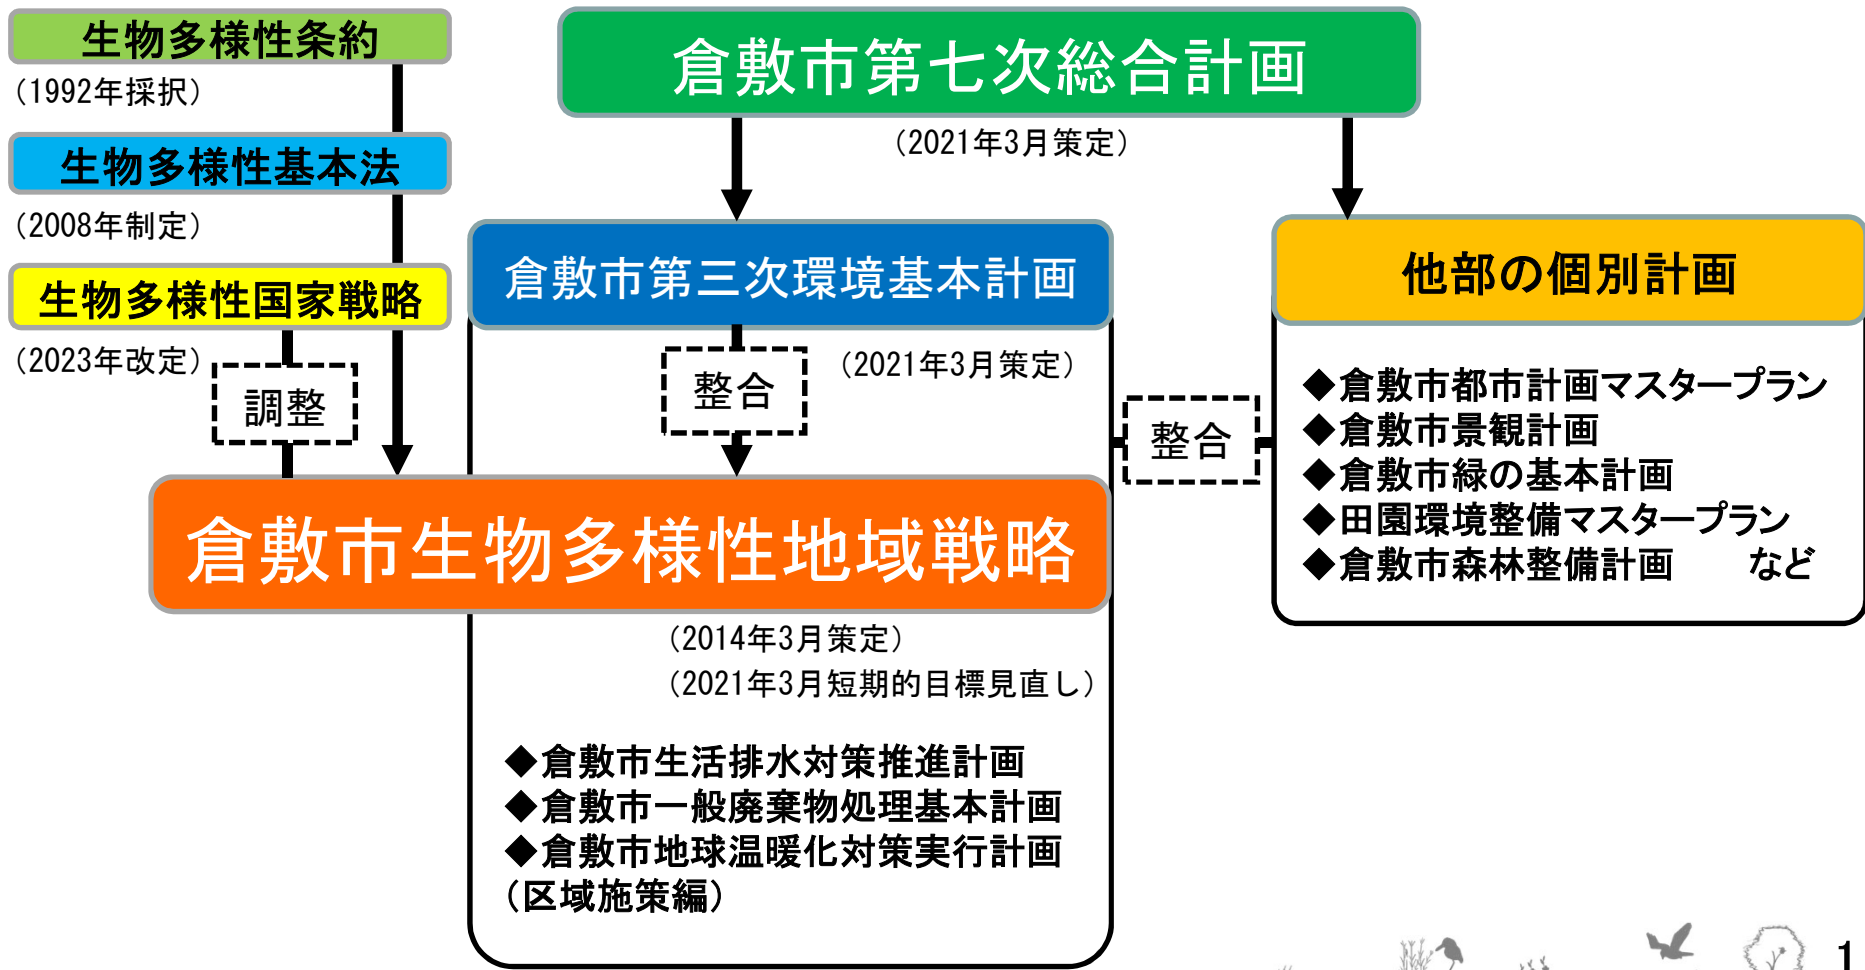 生物多様性条約
（1992年採択）
生物多様性基本法
（2008年制定）
生物多様性国家戦略
（2023年改定）
調整
倉敷市第七次総合計画
（2021年3月策定）
倉敷市第三次環境基本計画
（2021年3月策定）
整合
整合
他部の個別計画
◆倉敷市都市計画マスタープラン
◆倉敷市景観計画
◆倉敷市緑の基本計画
◆田園環境整備マスタープラン
◆倉敷市森林整備計画　　など
倉敷市生物多様性地域戦略
（2014年3月策定）
（2021年3月短期的目標見直し）
◆倉敷市生活排水対策推進計画
◆倉敷市一般廃棄物処理基本計画
◆倉敷市地球温暖化対策実行計画
（区域施策編）
1